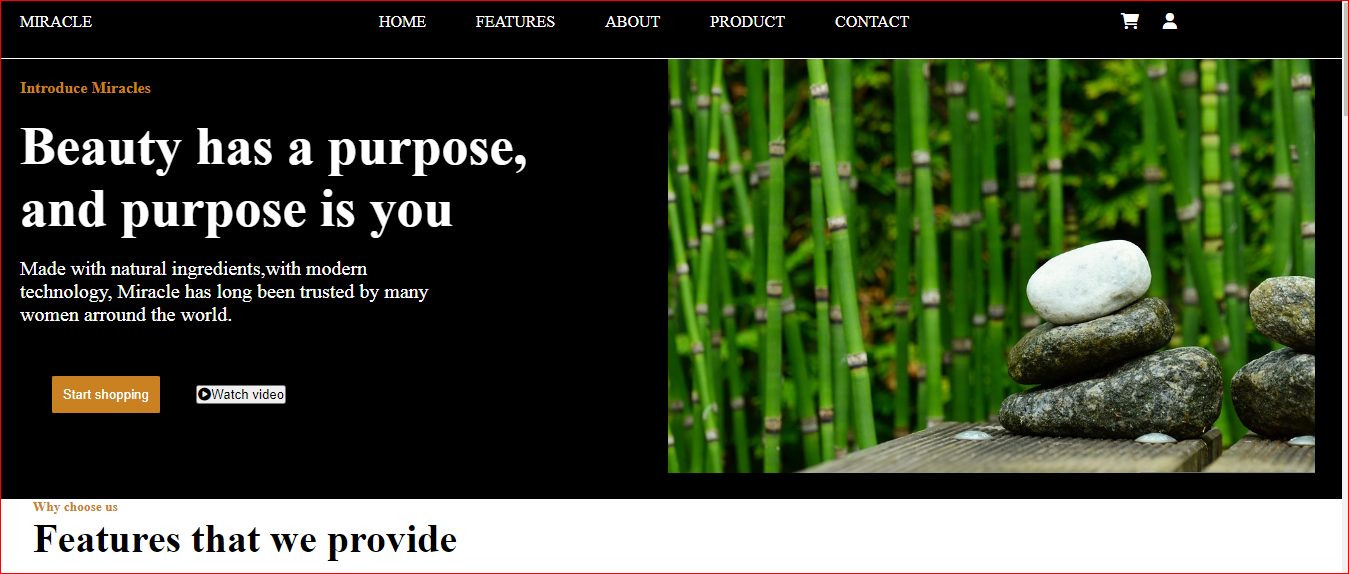 MIRACLE HOME FEATURES ABOUT PRODUCT CONTACT
Introduce Miracles
Beauty has a purpose,
and purpose is you
Made with natural ingredients,with modern
technology, Miracle has long been trusted by many
women arround the world.
Start shopping Watch video
Why choose us
Features that we provide